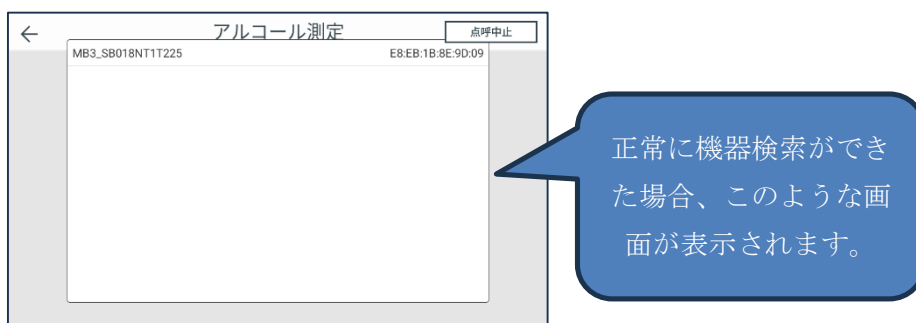 ← アルコール測定 点呼中止
MB3_SB018NT1T225 E8:EB:1B:8E:9D:09
正常に機器検索ができ
た場合、このような画
面が表示されます。